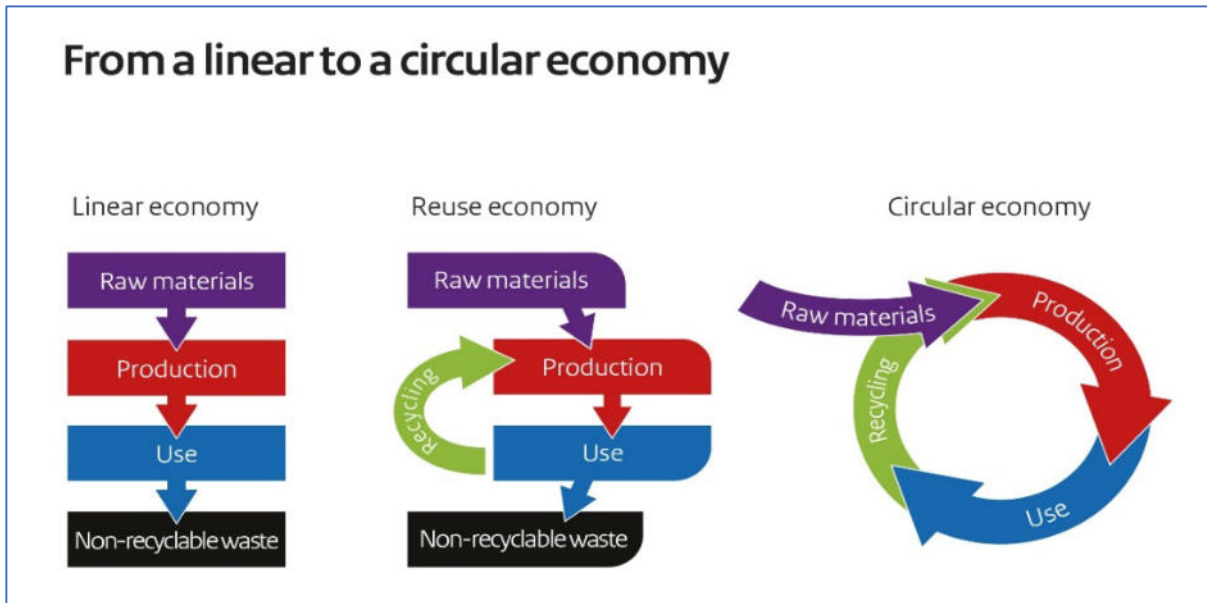 From a linear to a circular economy
Linear economy
Raw materials
Production
Use
Non-recyclable waste
Reuse economy
Raw materials
Production
Recycling
Use
Non-recyclable waste
Circular economy
Raw materials
Production
Use
Recycling